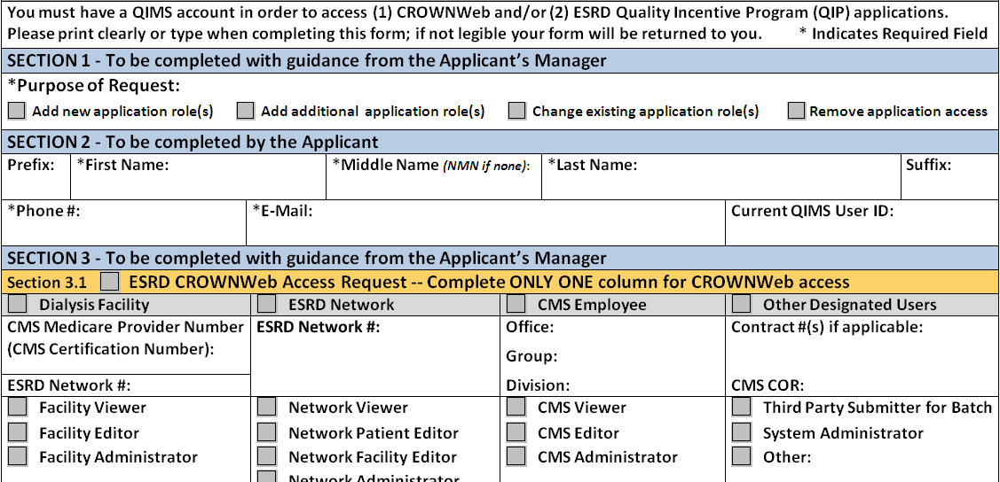 You must have a QIMS account in order to access (1) CROWNWeb and/or (2) ESRD Quality Incentive Program (QIP) applications.
Please print clearly or type when completing this form; if not legible your form will be returned to you. * Indicates Required Field
SECTION 1 - To be completed with guidance from the Applicant's Manager
*Purpose of Request:
Add new application role(s) Add additional application role(s) Change existing application role(s) Remove application access
SECTION 2 - To be completed by the Applicant
Prefix: *First Name: *Middle Name (NMN if none): *Last Name: Suffix:
*Phone #: *E-Mail: Current QIMS User ID:
SECTION 3 - To be completed with guidance from the Applicant's Manager
Section 3.1 ESRD CROWNWeb Access Request -- Complete ONLY ONE column for CROWNWeb access
Dialysis Facility ESRD Network CMS Employee Other Designated Users
CMS Medicare Provider Number ESRD Network #: Office: Contract #(s) if applicable:
(CMS Certification Number):
Group:
ESRD Network #: Division: CMS COR:
Facility Viewer Network Viewer CMS Viewer Third Party Submitter for Batch
Facility Editor Network Patient Editor CMS Editor System Administrator
Facility Administrator Network Facility Editor CMS Administrator Other:
Network Administrator